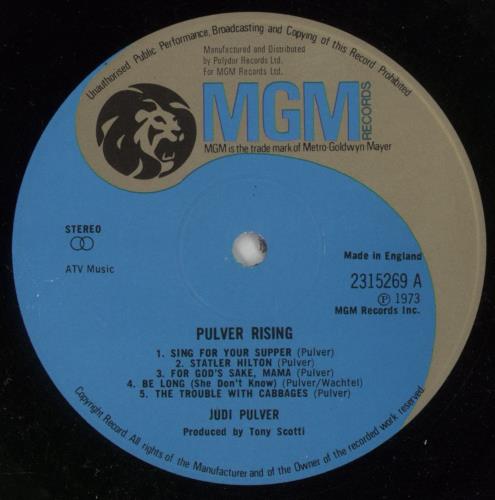 Unauthorised Public Performance, Broadcasting and Copying of this Record Prohibited
Manufactured and Distributed
by Polydor Records Ltd.
For MGM Records Ltd.
MGM
RECORDS
MGM is the trade mark of Metro-Goldwyn Mayer
STEREO
ATV Music
Made in England
2315269 A
Ⓟ 1973
MGM Records Inc.
PULVER RISING
1. SING FOR YOUR SUPPER (Pulver)
2. STATLER HILTON (Pulver)
3. FOR GOD'S SAKE, MAMA (Pulver)
4. BE LONG (She Don't Know) (Pulver/Wachtel)
5. THE TROUBLE WITH CABBAGES (Pulver)
JUDI PULVER
Produced by Tony Scotti
Copyright Record. All rights of the Manufacturer and of the Owner of the recorded work reserved.